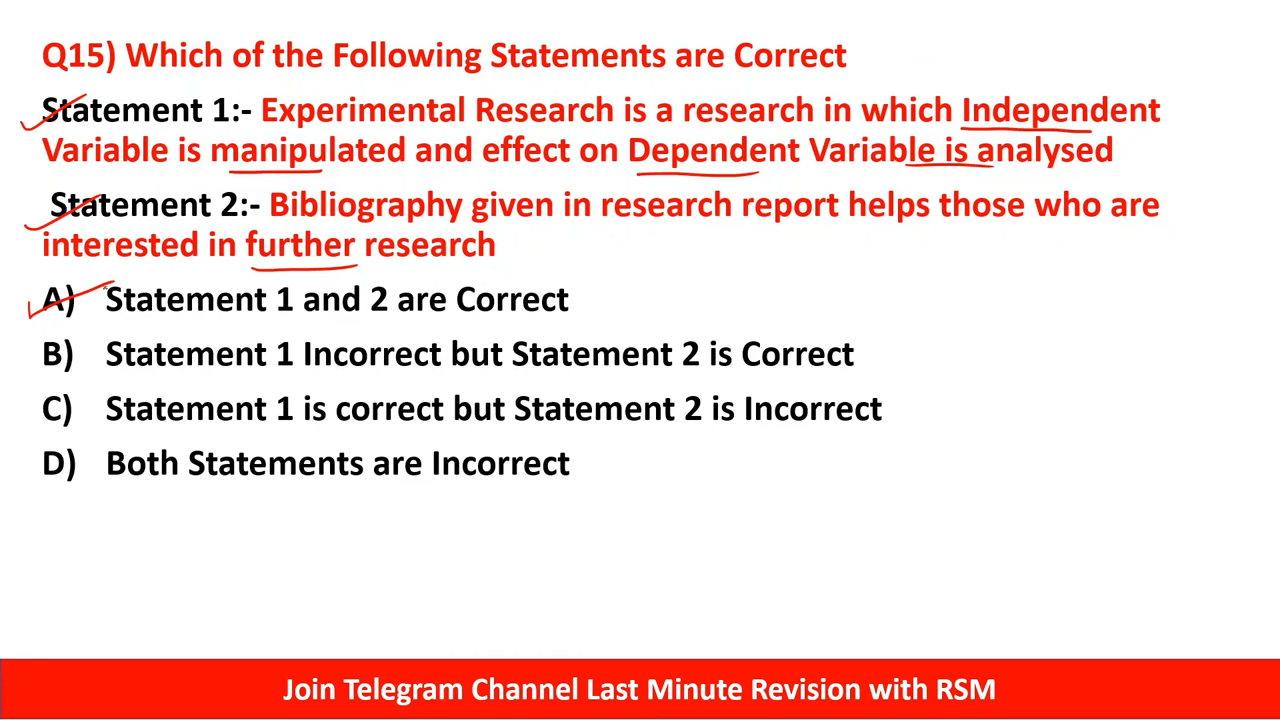 Q15) Which of the Following Statements are Correct
Statement 1:- Experimental Research is a research in which Independent
Variable is manipulated and effect on Dependent Variable is analysed
Statement 2:- Bibliography given in research report helps those who are
interested in further research
A) Statement 1 and 2 are Correct
B) Statement 1 Incorrect but Statement 2 is Correct
C) Statement 1 is correct but Statement 2 is Incorrect
D) Both Statements are Incorrect
Join Telegram Channel Last Minute Revision with RSM